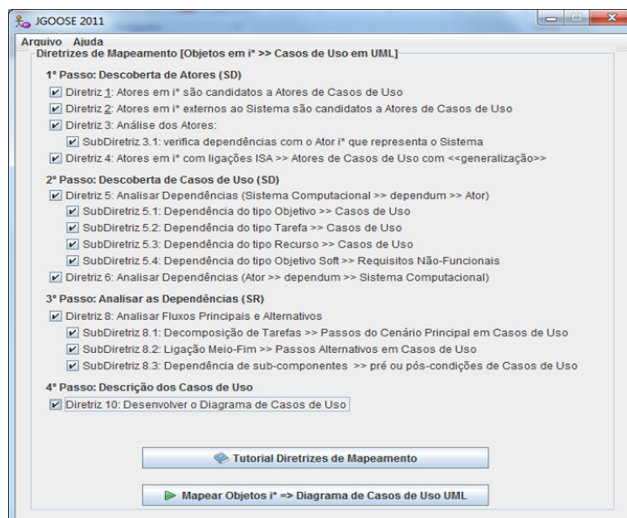 JGOOSE 2011
Arquivo Ajuda
Diretrizes de Mapeamento [Objetos em i* >> Casos de Uso em UML]
1º Passo: Descoberta de Atores (SD)
Diretriz 1: Atores em i* são candidatos a Atores de Casos de Uso
Diretriz 2: Atores em i* externos ao Sistema são candidatos a Atores de Casos de Uso
Diretriz 3: Análise dos Atores:
SubDiretriz 3.1: verifica dependências com o Ator i* que representa o Sistema
Diretriz 4: Atores em i* com ligações ISA >> Atores de Casos de Uso com <<generalização>>
2º Passo: Descoberta de Casos de Uso (SD)
Diretriz 5: Analisar Dependências (Sistema Computacional >> dependum >> Ator)
SubDiretriz 5.1: Dependência do tipo Objetivo >> Casos de Uso
SubDiretriz 5.2: Dependência do tipo Tarefa >> Casos de Uso
SubDiretriz 5.3: Dependência do tipo Recurso >> Casos de Uso
SubDiretriz 5.4: Dependência do tipo Objetivo Soft >> Requisitos Não-Funcionais
Diretriz 6: Analisar Dependências (Ator >> dependum >> Sistema Computacional)
3º Passo: Analisar as Dependências (SR)
Diretriz 8: Analisar Fluxos Principais e Alternativos
SubDiretriz 8.1: Decomposição de Tarefas >> Passos do Cenário Principal em Casos de Uso
SubDiretriz 8.2: Ligação Meio-Fim >> Passos Alternativos em Casos de Uso
SubDiretriz 8.3: Dependência de sub-componentes >> pré ou pós-condições de Casos de Uso
4º Passo: Descrição dos Casos de Uso
Diretriz 10: Desenvolver o Diagrama de Casos de Uso
Tutorial Diretrizes de Mapeamento
Mapear Objetos i* => Diagrama de Casos de Uso UML